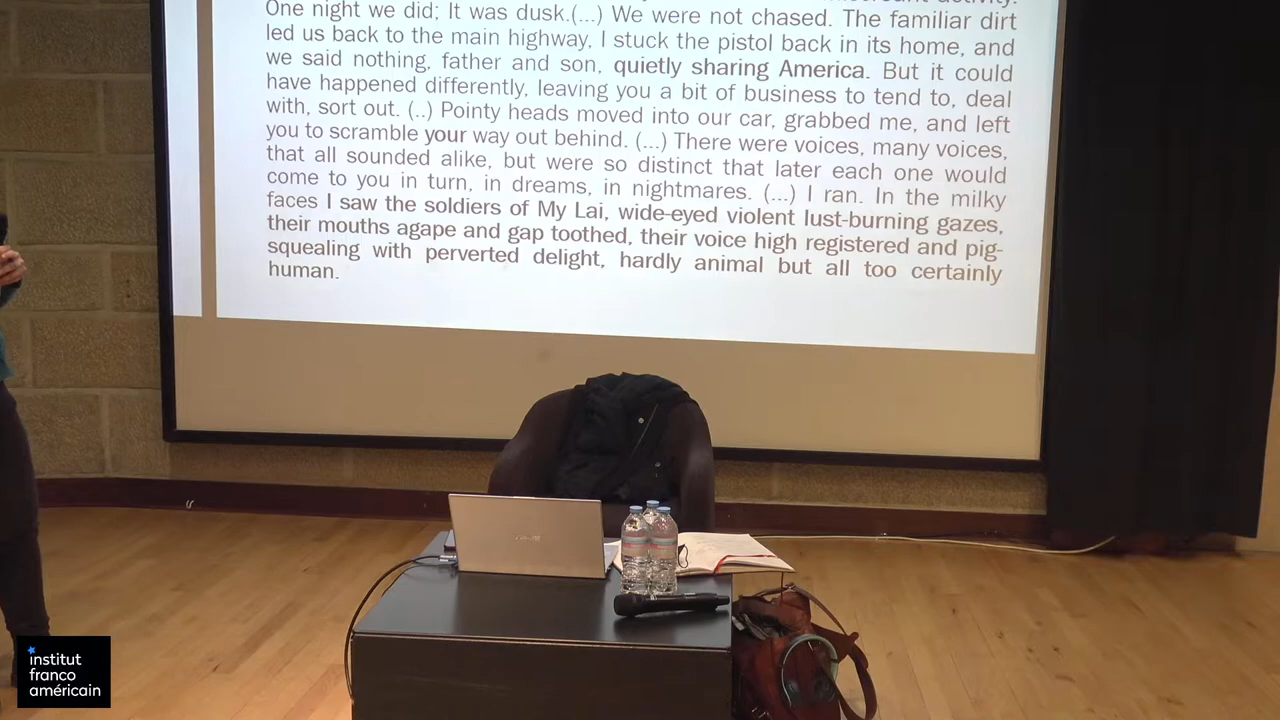 One night we did; It was dusk.(...) We were not chased. The familiar dirt
led us back to the main highway, I stuck the pistol back in its home, and
we said nothing, father and son, quietly sharing America. But it could
have happened differently, leaving you a bit of business to tend to, deal
with, sort out. (..) Pointy heads moved into our car, grabbed me, and left
you to scramble your way out behind. (...) There were voices, many voices,
that all sounded alike, but were so distinct that later each one would
come to you in turn, in dreams, in nightmares. (...) I ran. In the milky
faces I saw the soldiers of My Lai, wide-eyed violent lust-burning gazes,
their mouths agape and gap toothed, their voice high registered and pig-
squealing with perverted delight, hardly animal but all too certainly
human.
institut
franco
américain